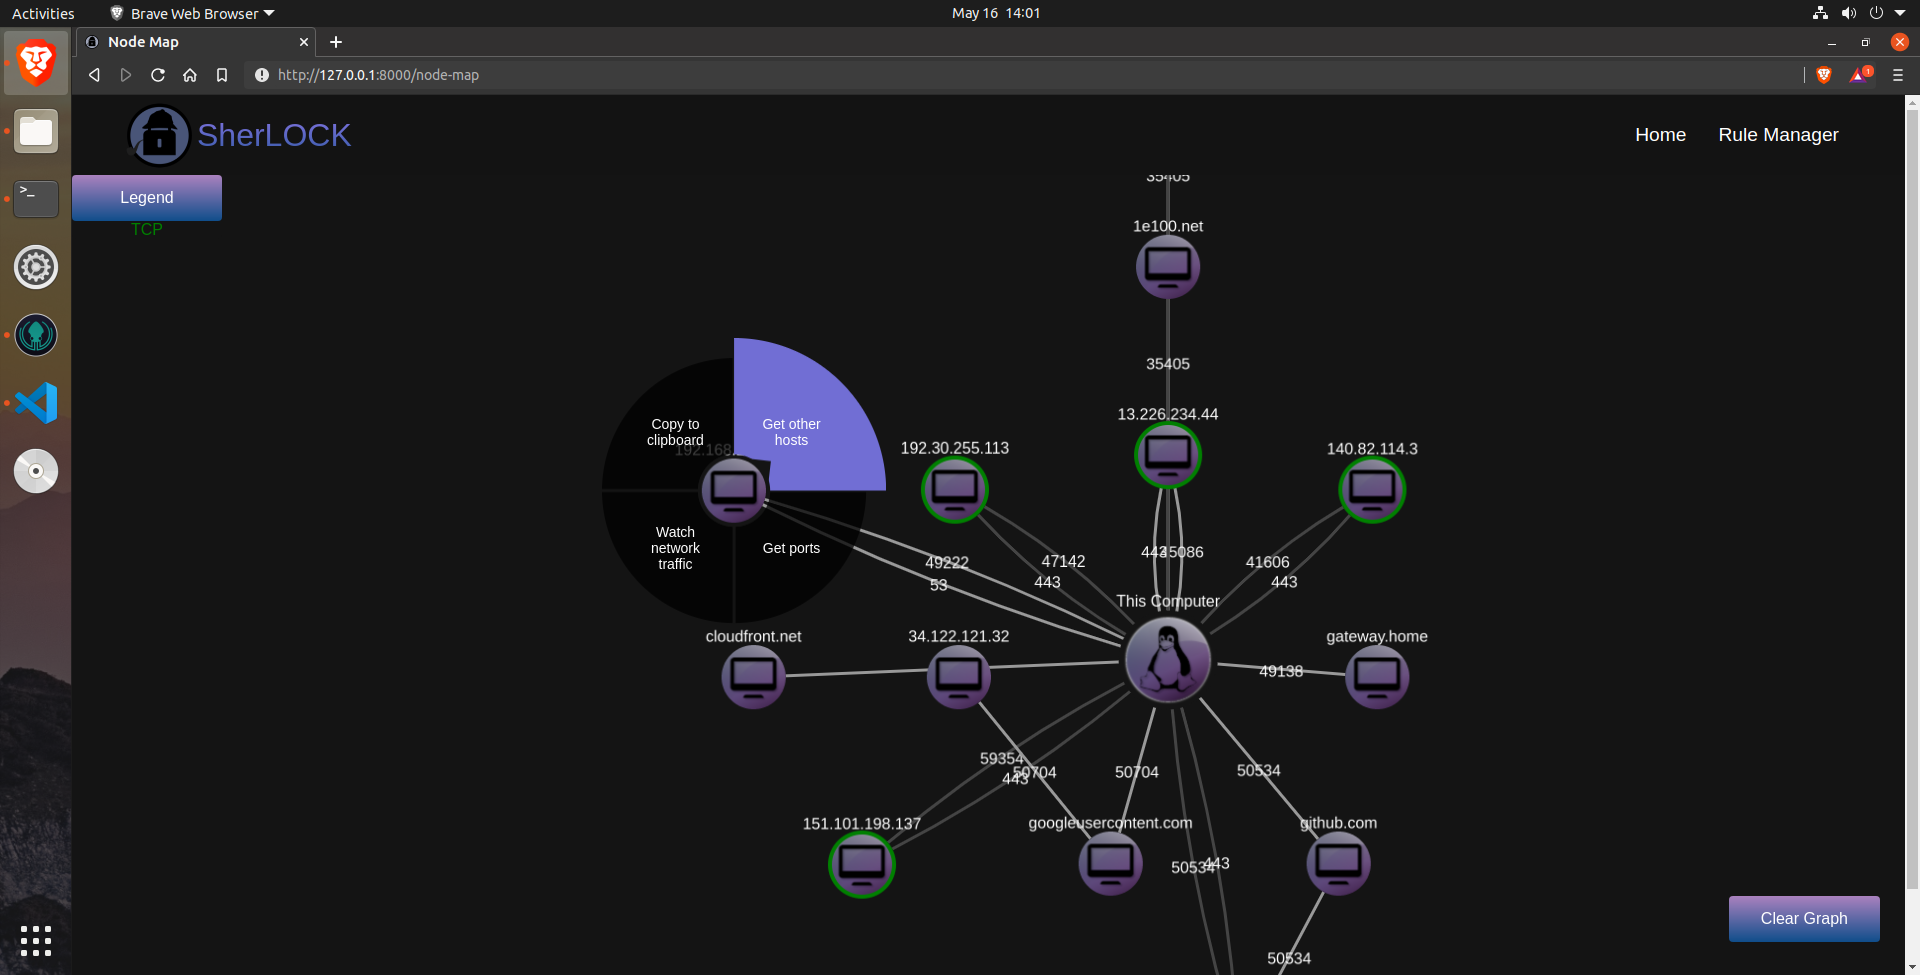 Activities
Brave Web Browser
May 16 14:01
Node Map
http://127.0.0.1:8000/node-map
1
SherLOCK
Home
Rule Manager
Legend
TCP
35405
1e100.net
35405
13.226.234.44
Copy to
clipboard
Get other
hosts
192.168.
192.30.255.113
140.82.114.3
Watch
network
traffic
Get ports
49222
53
47142
443
443
45086
41606
443
This Computer
cloudfront.net
34.122.121.32
gateway.home
49138
59354
443
50704
50704
50534
151.101.198.137
googleusercontent.com
github.com
50534
443
Clear Graph
50534